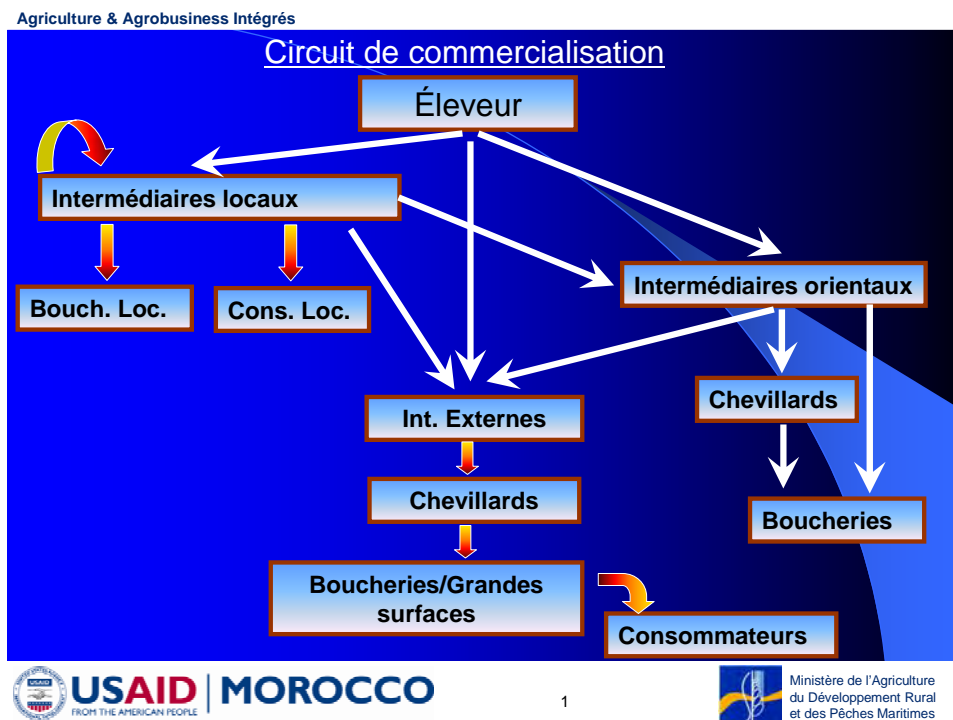 Agriculture & Agrobusiness Intégrés
Circuit de commercialisation
Éleveur
Intermédiaires locaux
Intermédiaires orientaux
Bouch. Loc.
Cons. Loc.
Chevillards
Int. Externes
Chevillards
Boucheries
Boucheries/Grandes
surfaces
Consommateurs
USAID | MOROCCO
FROM THE AMERICAN PEOPLE
1
Ministère de l'Agriculture
du Développement Rural
et des Pêches Maritimes